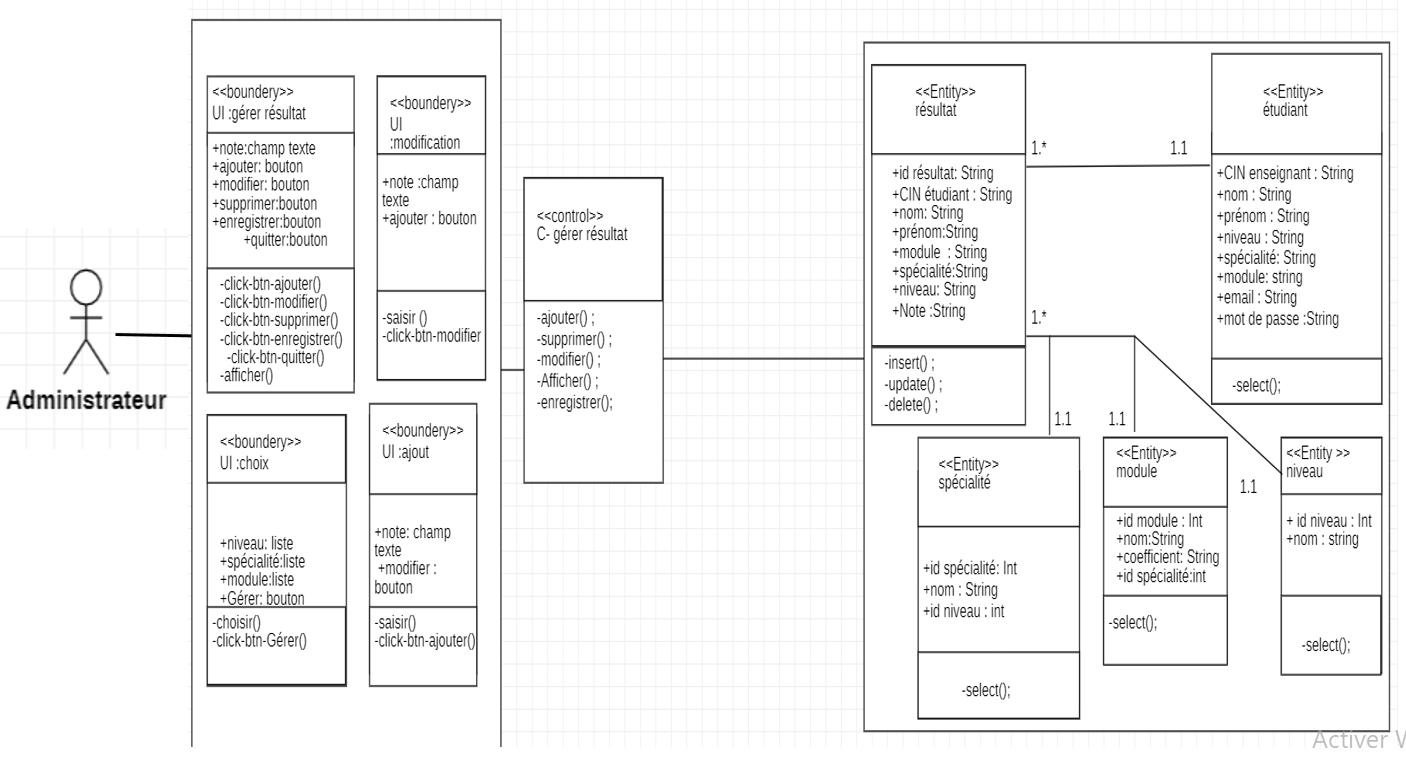 Administrateur
<<boundery>>
UI :gérer résultat
+note:champ texte
+ajouter: bouton
+modifier: bouton
+supprimer:bouton
+enregistrer:bouton
+quitter:bouton
-click-btn-ajouter()
-click-btn-modifier()
-click-btn-supprimer()
-click-btn-enregistrer()
-click-btn-quitter()
-afficher()
<<boundery>>
UI
:modification
+note :champ
texte
+ajouter : bouton
-saisir ()
-click-btn-modifier
<<boundery>>
UI :choix
+niveau: liste
+spécialité:liste
+module:liste
+Gérer: bouton
-choisir()
-click-btn-Gérer()
<<boundery>>
UI :ajout
+note: champ
texte
+modifier :
bouton
-saisir()
-click-btn-ajouter()
<<control>>
C- gérer résultat
-ajouter() ;
-supprimer() ;
-modifier() ;
-Afficher() ;
-enregistrer();
<<Entity>>
résultat
+id résultat: String
+CIN étudiant : String
+nom: String
+prénom:String
+module : String
+spécialité:String
+niveau: String
+Note :String
-insert() ;
-update() ;
-delete() ;
1.*
1.1
<<Entity>>
étudiant
+CIN enseignant : String
+nom : String
+prénom : String
+niveau : String
+spécialité: String
+module: string
+email : String
+mot de passe :String
-select();
1.*
1.1
1.1
1.1
<<Entity>>
spécialité
+id spécialité: Int
+nom : String
+id niveau : int
-select();
<<Entity>>
module
+id module : Int
+nom:String
+coefficient: String
+id spécialité:int
-select();
<<Entity >>
niveau
+ id niveau : Int
+nom : string
-select();
Activer W